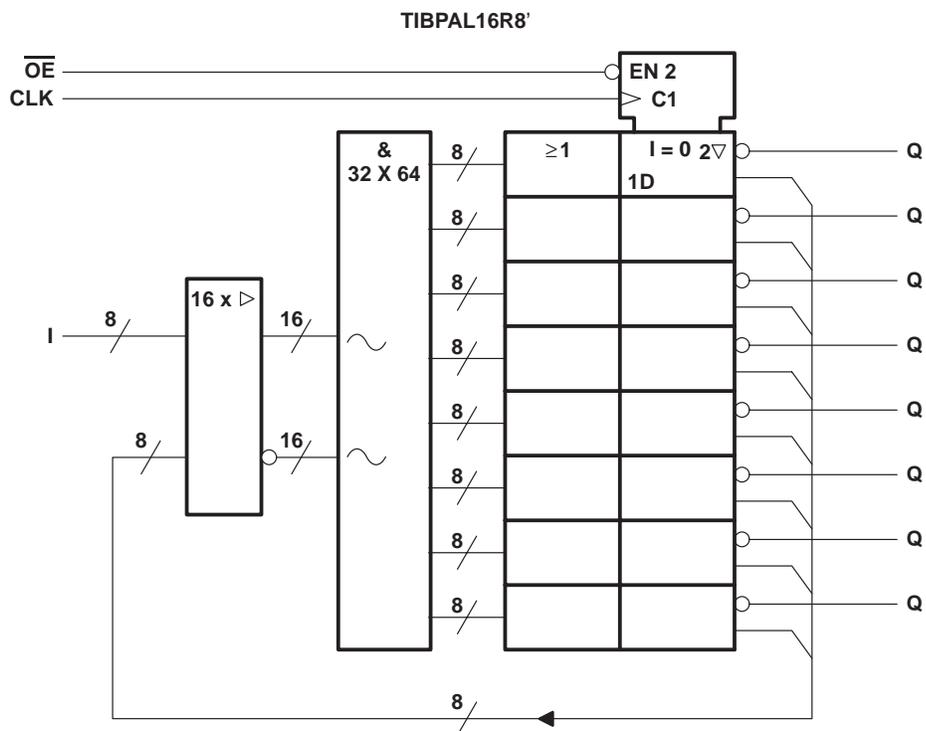 TIBPAL16R8’
OE
EN 2
CLK
C1
&
32 X 64
8
≥1
I = 0 2▽
1D
Q
8
Q
8
Q
16 x ▷
I
8
16
8
Q
8
Q
8
16
8
Q
8
Q
8
Q
8